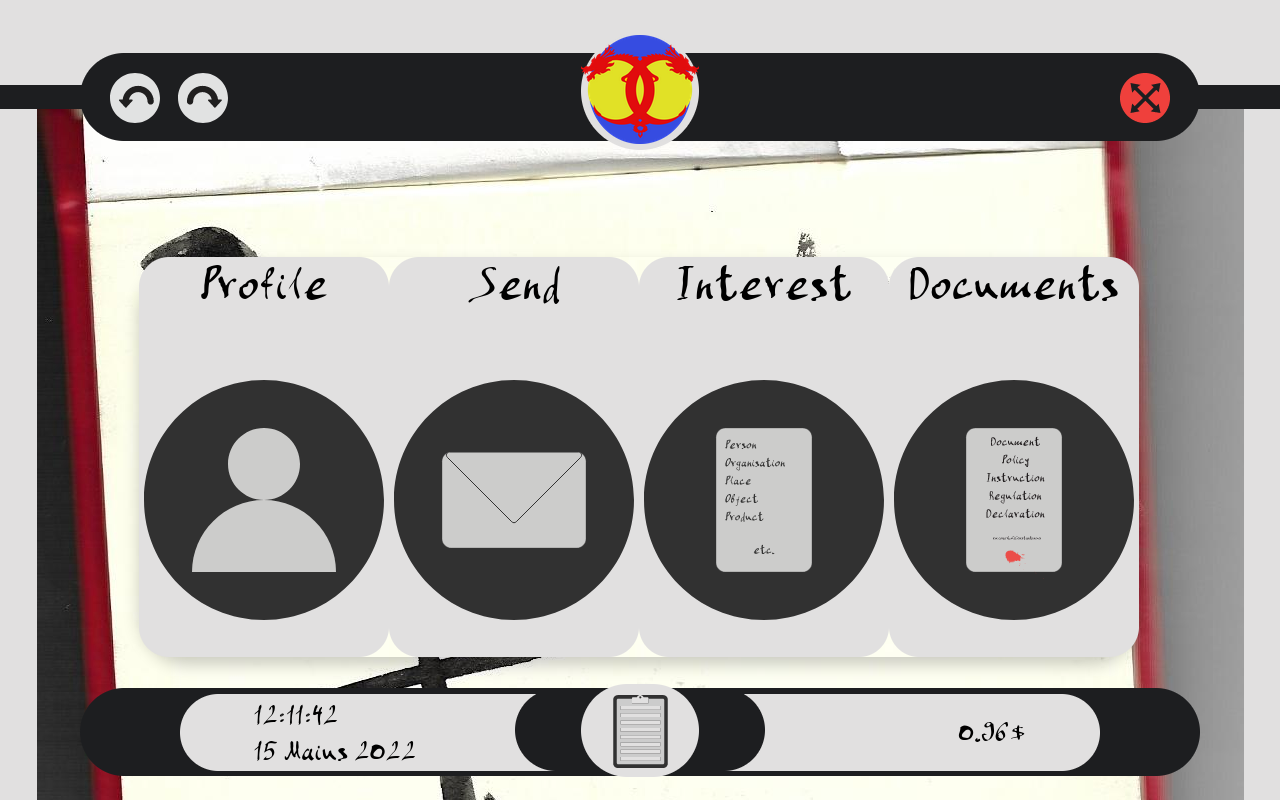 Profile
Send
Interest
Documents
Person
Organisation
Place
Object
Product
etc.
Document
Policy
Instruction
Regulation
Declaration
12:11:42
15 Maius 2022
0.96$